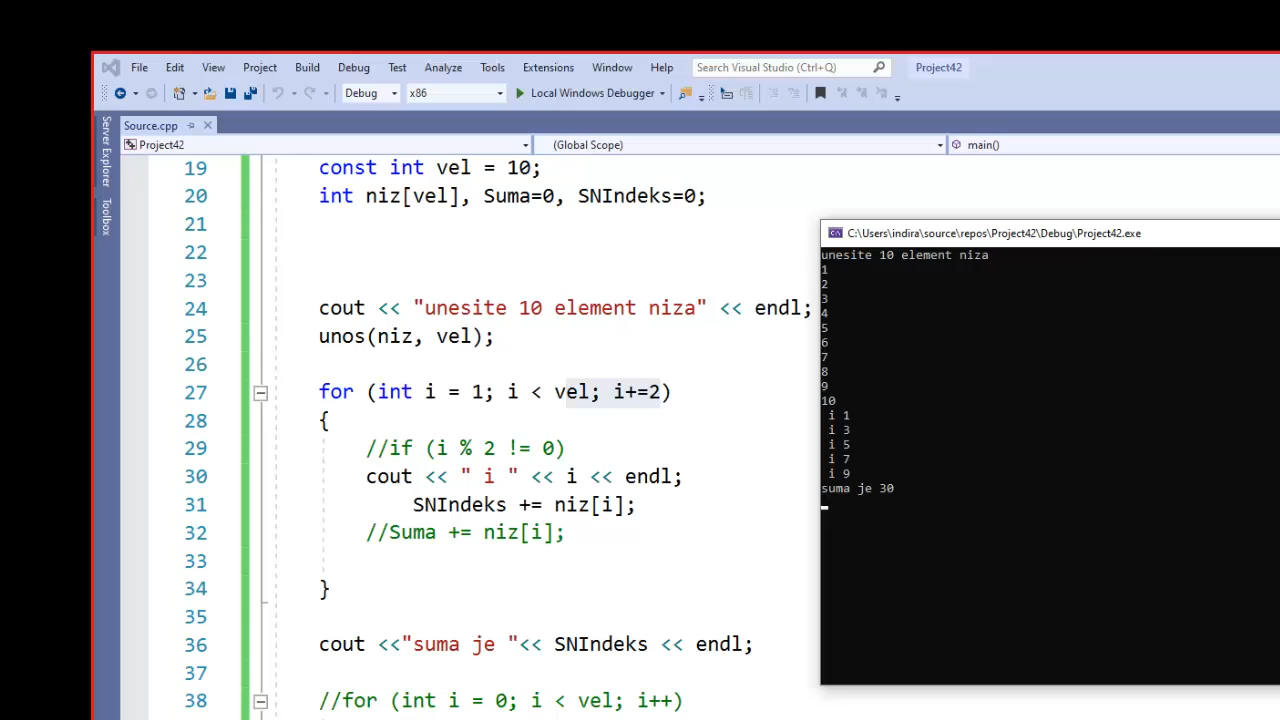 File Edit View Project Build Debug Test Analyze Tools Extensions Window Help Search Visual Studio (Ctrl+Q) Project42
Debug x86 Local Windows Debugger
Server Explorer
Toolbox
Source.cpp
Project42 (Global Scope) main()
19 const int vel = 10;
20 int niz[vel], Suma=0, SNIndeks=0;
21
22
23
24 cout << "unesite 10 element niza" << endl;
25 unos(niz, vel);
26
27 for (int i = 1; i < vel; i+=2)
28 {
29 //if (i % 2 != 0)
30 cout << " i " << i << endl;
31 SNIndeks += niz[i];
32 //Suma += niz[i];
33
34 }
35
36 cout <<"suma je "<< SNIndeks << endl;
37
38 //for (int i = 0; i < vel; i++)
C:\Users\indira\source\repos\Project42\Debug\Project42.exe
unesite 10 element niza
1
2
3
4
5
6
7
8
9
10
i 1
i 3
i 5
i 7
i 9
suma je 30